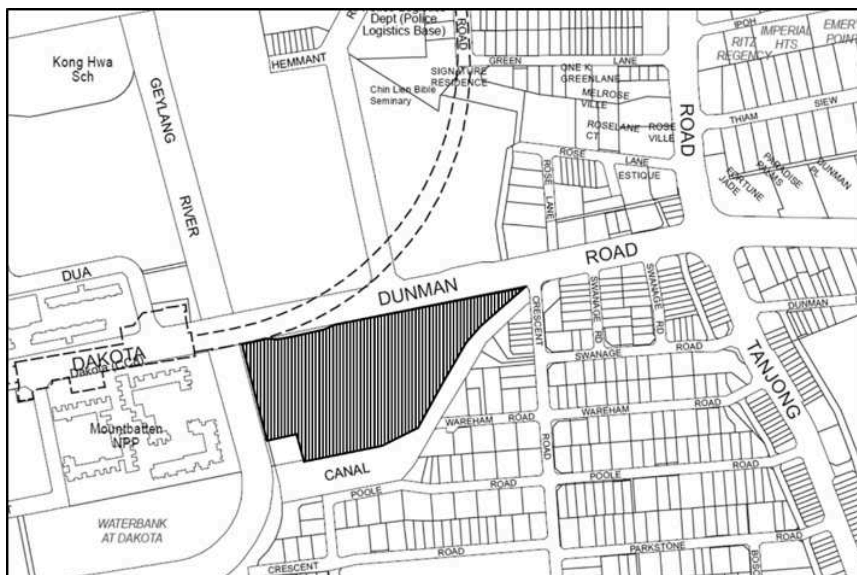 Dept (Police
Logistics Base)
ROAD
IPOH
IMPERIAL
HTS
RITZ
REGENCY
Kong Hwa
Sch
HEMMANT
GREEN
LANE
SIGNATURE
RESIDENCE
ONE K
GREENLANE
Chin Lien Bible
Seminary
MELROSE
VILLE
GEYLANG
RIVER
ROAD
THIAM
SIEW
ROSELANE
CT
ROSE
VILLE
ROSE
LANE
ESTIQUE
ROSE LANE
FORTUNE
JADE
PARADISE
PALMS
DUNMAN
PL
DUA
DUNMAN
ROAD
CRESCENT
SWANAGE
RD
SWANAGE
RD
DUNMAN
DAKOTA
SWANAGE
ROAD
TANJONG
Mountbatten
NPP
WAREHAM
ROAD
WAREHAM
ROAD
ROAD
CANAL
POOLE
ROAD
POOLE
ROAD
WATERBANK
AT DAKOTA
CRESCENT
ROAD
PARKSTONE
ROAD